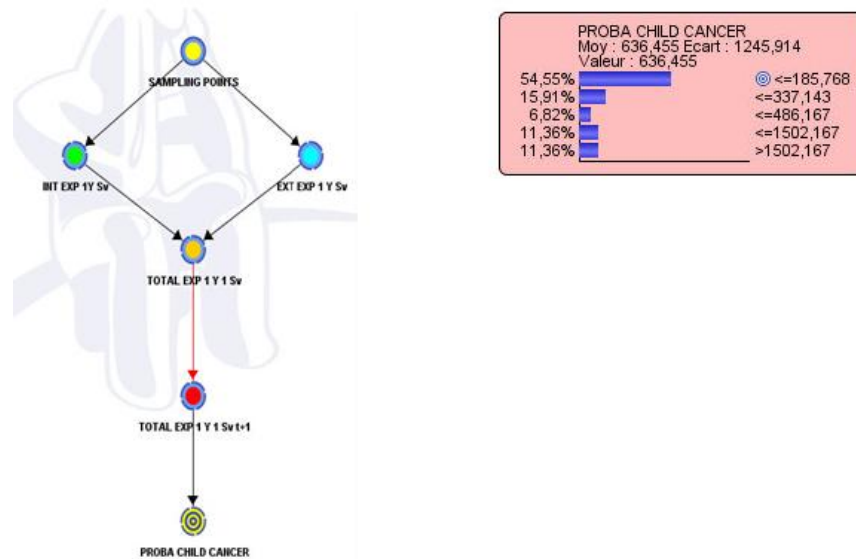 SAMPLING POINTS
INT EXP 1Y Sv
EXT EXP 1 Y Sv
TOTAL EXP 1 Y 1 Sv
TOTAL EXP 1 Y 1 Sv t+1
PROBA CHILD CANCER
PROBA CHILD CANCER
Moy : 636,455 Ecart : 1245,914
Valeur : 636,455
54,55% <=185,768
15,91% <=337,143
6,82% <=486,167
11,36% <=1502,167
11,36% >1502,167